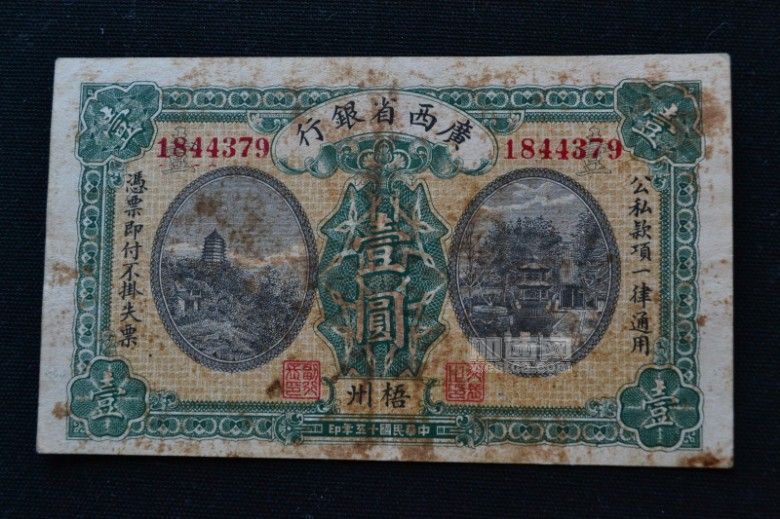 廣西省銀行
1844379
1844379
壹
壹
壹
壹
壹圓
公私款項一律通用
憑票即付不掛失票
梧州
中華民國十五年印